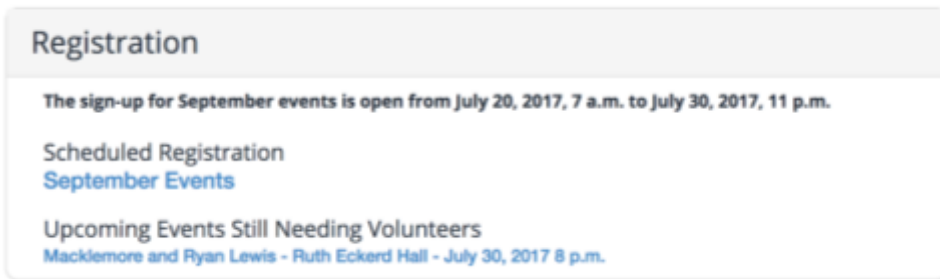 Registration
The sign-up for September events is open from July 20, 2017, 7 a.m. to July 30, 2017, 11 p.m.
Scheduled Registration
September Events
Upcoming Events Still Needing Volunteers
Macklemore and Ryan Lewis - Ruth Eckerd Hall - July 30, 2017 8 p.m.